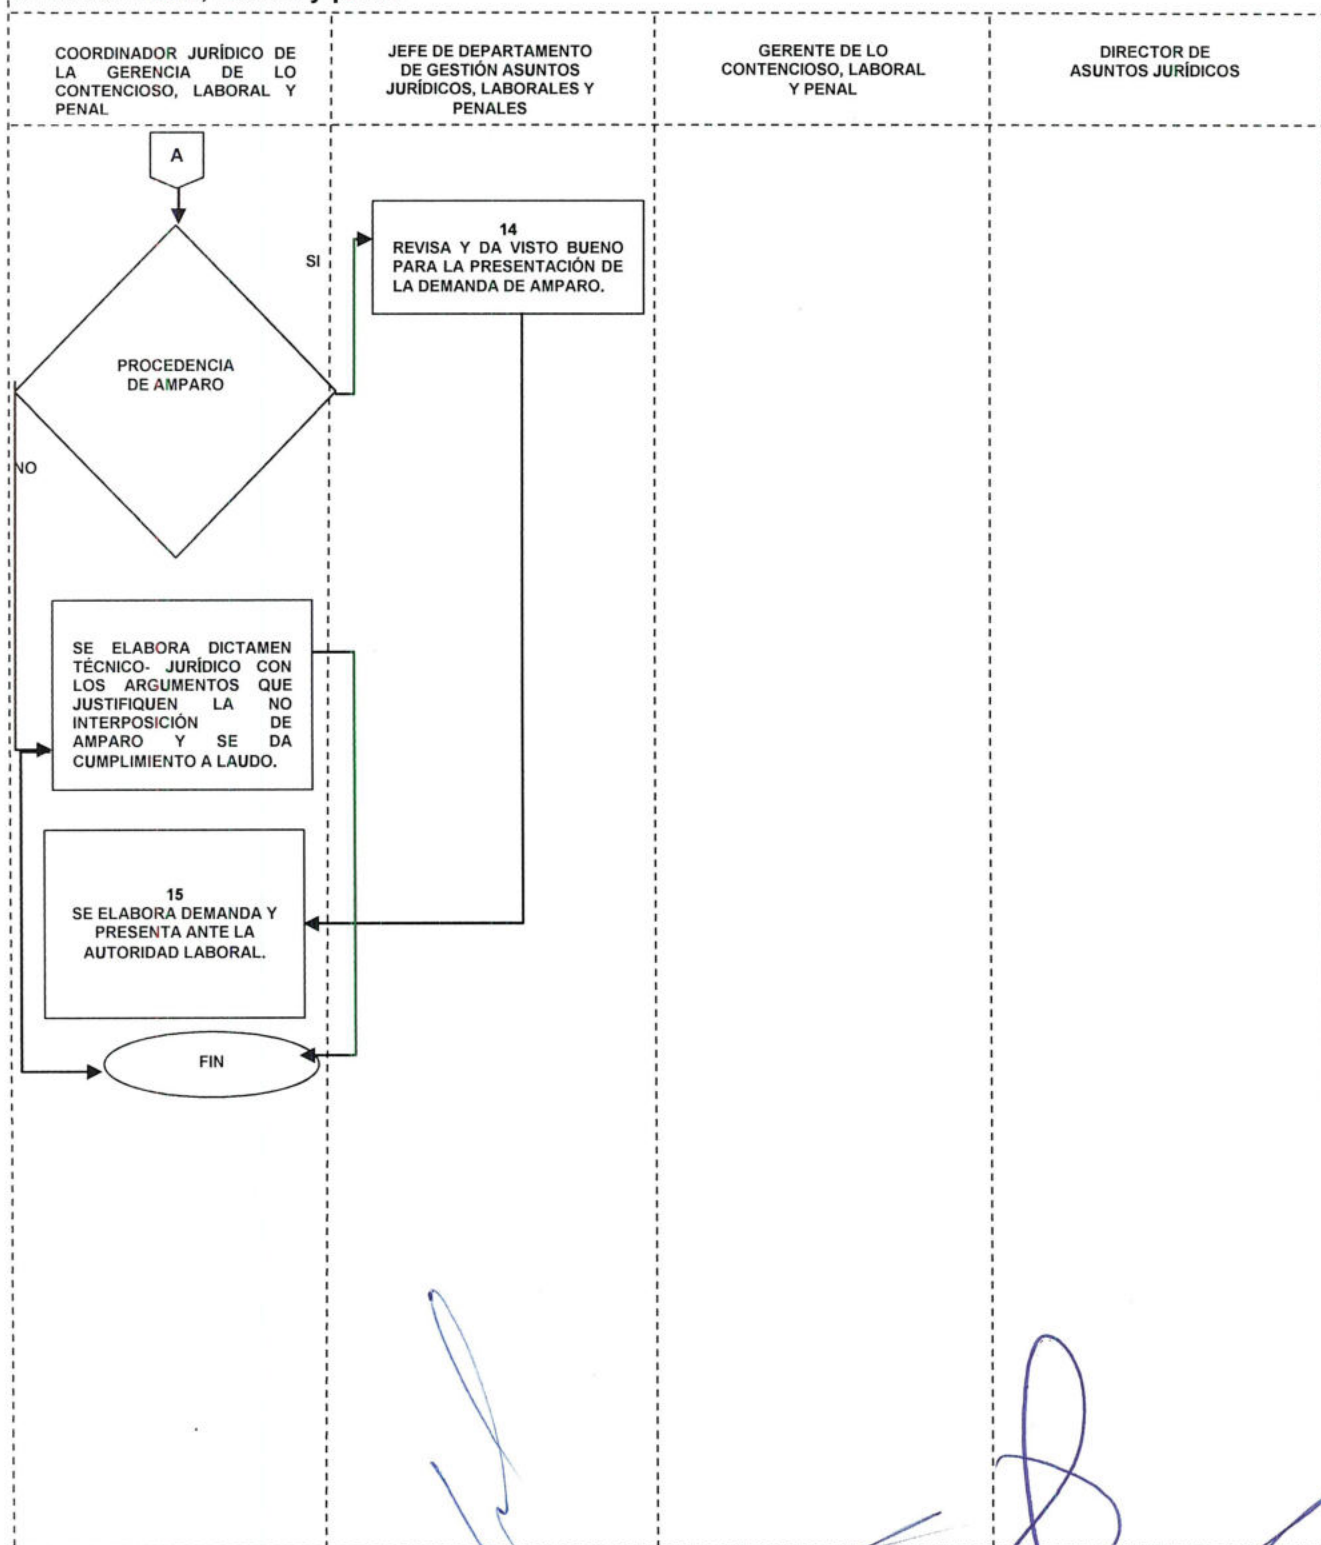 COORDINADOR JURÍDICO DE
LA GERENCIA DE LO
CONTENCIOSO, LABORAL Y
PENAL
JEFE DE DEPARTAMENTO
DE GESTIÓN ASUNTOS
JURÍDICOS, LABORALES Y
PENALES
GERENTE DE LO
CONTENCIOSO, LABORAL
Y PENAL
DIRECTOR DE
ASUNTOS JURÍDICOS
A
SI
14
REVISA Y DA VISTO BUENO
PARA LA PRESENTACIÓN DE
LA DEMANDA DE AMPARO.
PROCEDENCIA
DE AMPARO
NO
SE ELABORA DICTAMEN
TÉCNICO- JURÍDICO CON
LOS ARGUMENTOS QUE
JUSTIFIQUEN LA NO
INTERPOSICIÓN DE
AMPARO Y SE DA
CUMPLIMIENTO A LAUDO.
15
SE ELABORA DEMANDA Y
PRESENTA ANTE LA
AUTORIDAD LABORAL.
FIN